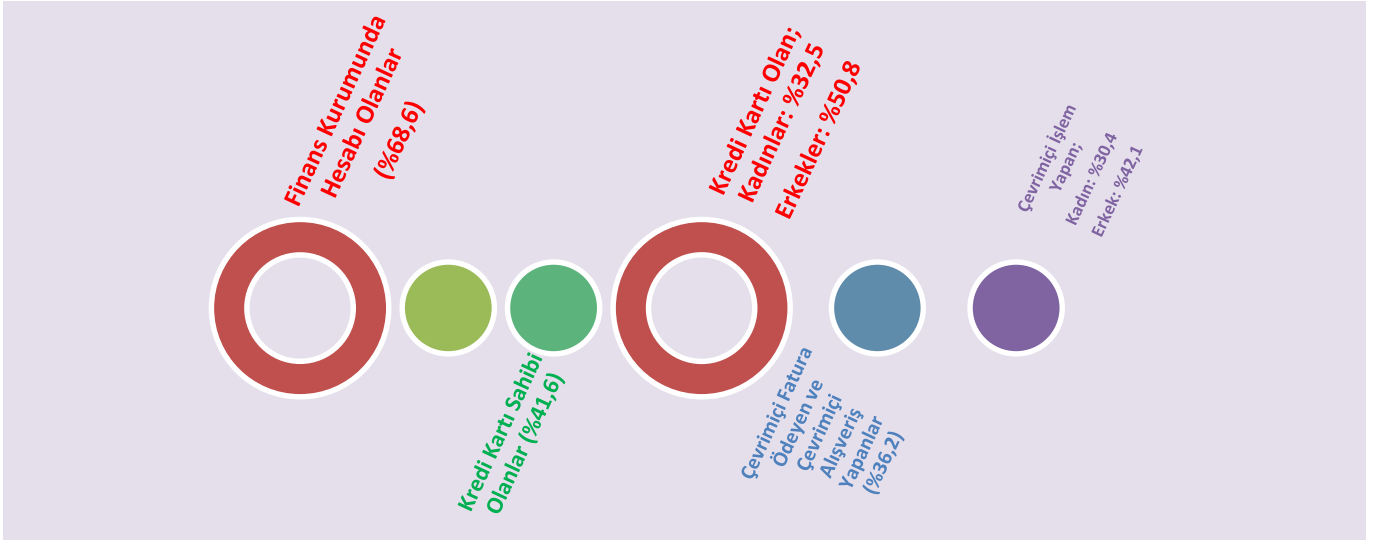 Finans Kurumunda
Hesabı Olanlar
(%68,6)
Kredi Kartı Sahibi
Olanlar (%41,6)
Kredi Kartı Olan;
Kadınlar: %32,5
Erkekler: %50,8
Çevrimiçi Fatura
Ödeyen ve
Çevrimiçi
Alışveriş
Yapanlar
(%36,2)
Çevrimiçi İşlem
Yapan;
Kadın: %30,4
Erkek: %42,1